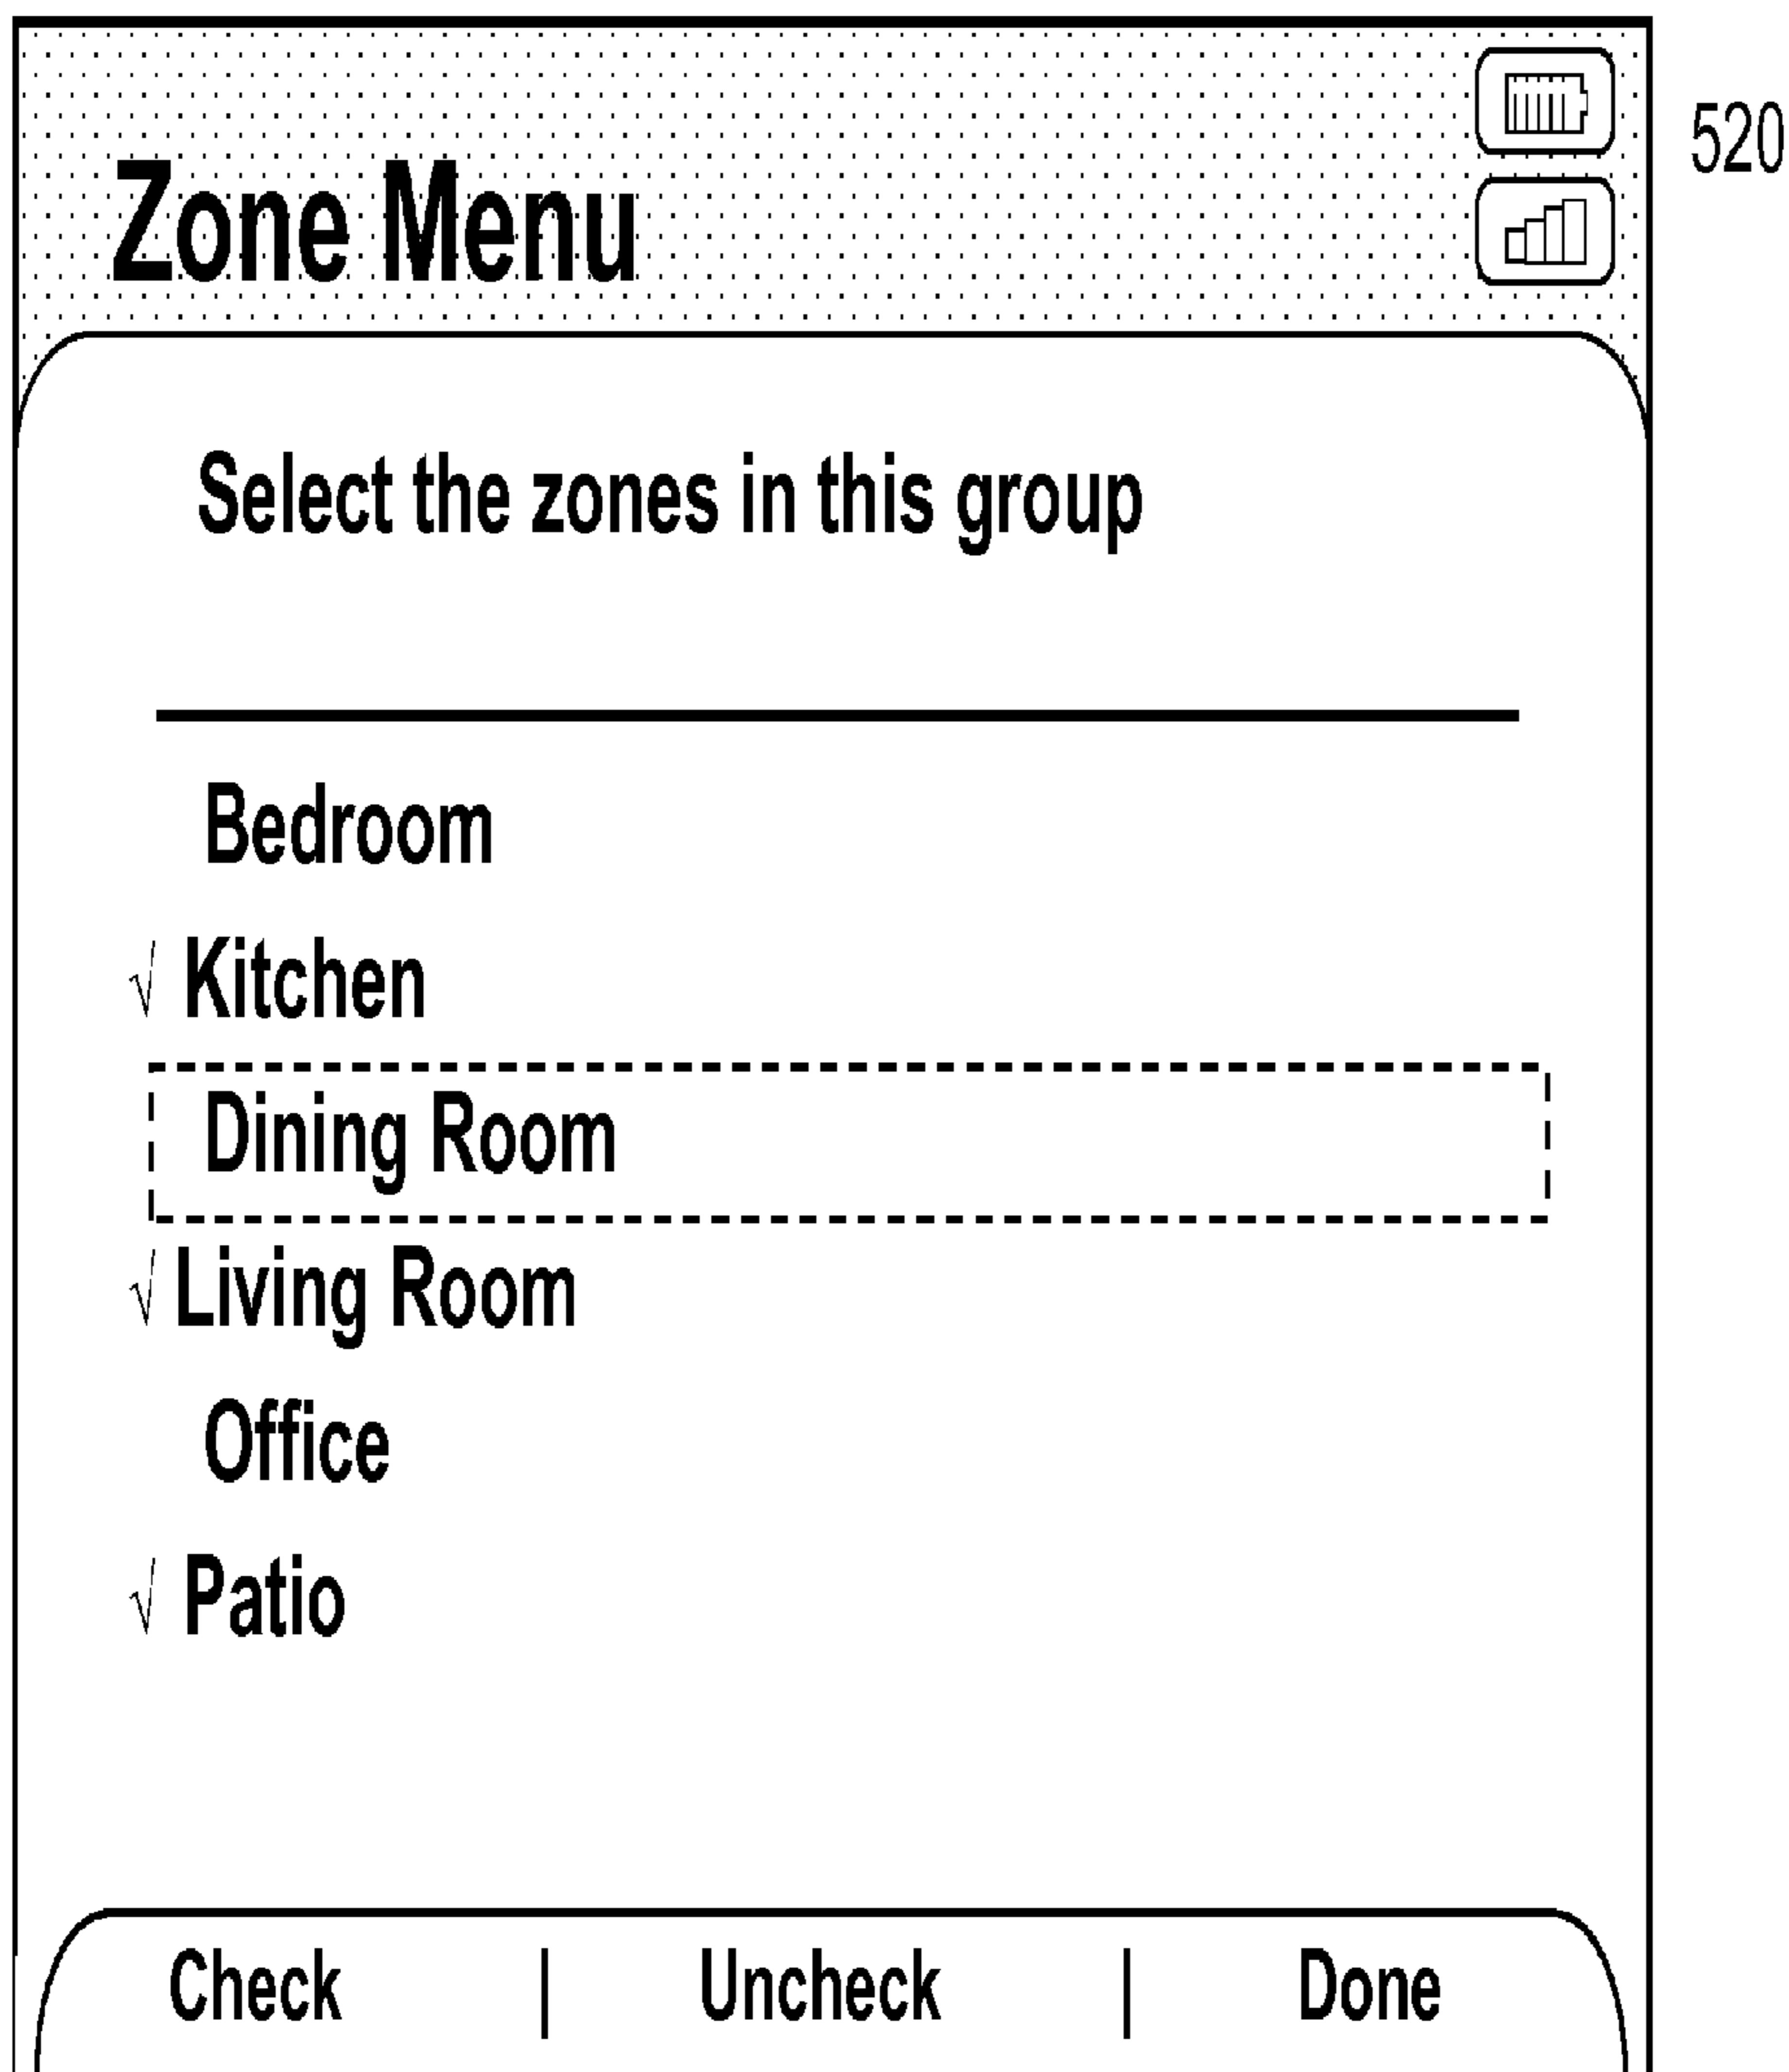 520
Zone Menu
Select the zones in this group
Bedroom
√ Kitchen
Dining Room
√ Living Room
Office
√ Patio
Check | Uncheck | Done